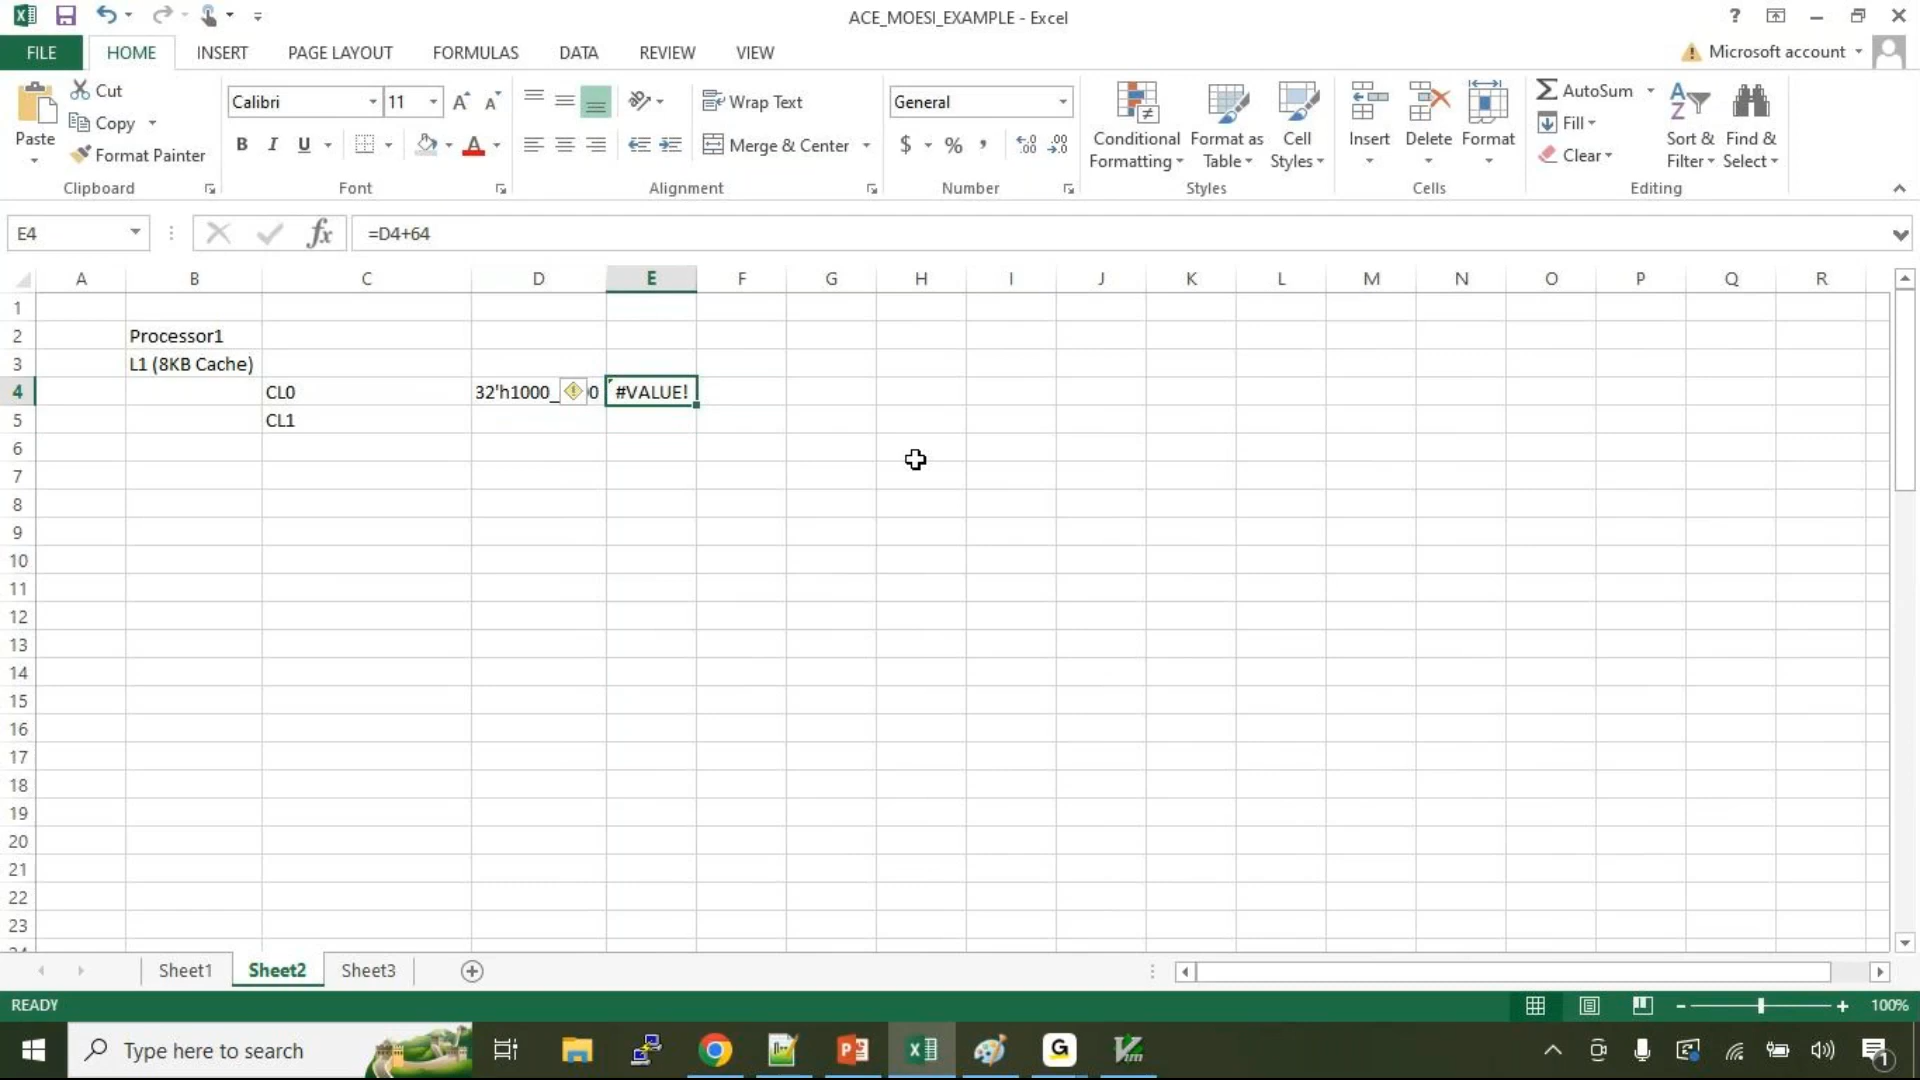 ACE_MOESI_EXAMPLE - Excel
FILE HOME INSERT PAGE LAYOUT FORMULAS DATA REVIEW VIEW Microsoft account
Paste
Cut
Copy
Format Painter
Clipboard
Calibri 11
B I U
Font
Wrap Text
Merge & Center
Alignment
General
$ % ,
Number
Conditional Formatting
Format as Table
Cell Styles
Styles
Insert
Delete
Format
Cells
AutoSum
Fill
Clear
Sort & Filter
Find & Select
Editing
E4 fx =D4+64
A B C D E F G H I J K L M N O P Q R
1
2 Processor1
3 L1 (8KB Cache)
4 CL0 32'h1000_ 0 #VALUE!
5 CL1
6
7
8
9
10
11
12
13
14
15
16
17
18
19
20
21
22
23
Sheet1 Sheet2 Sheet3
READY 100%
Type here to search